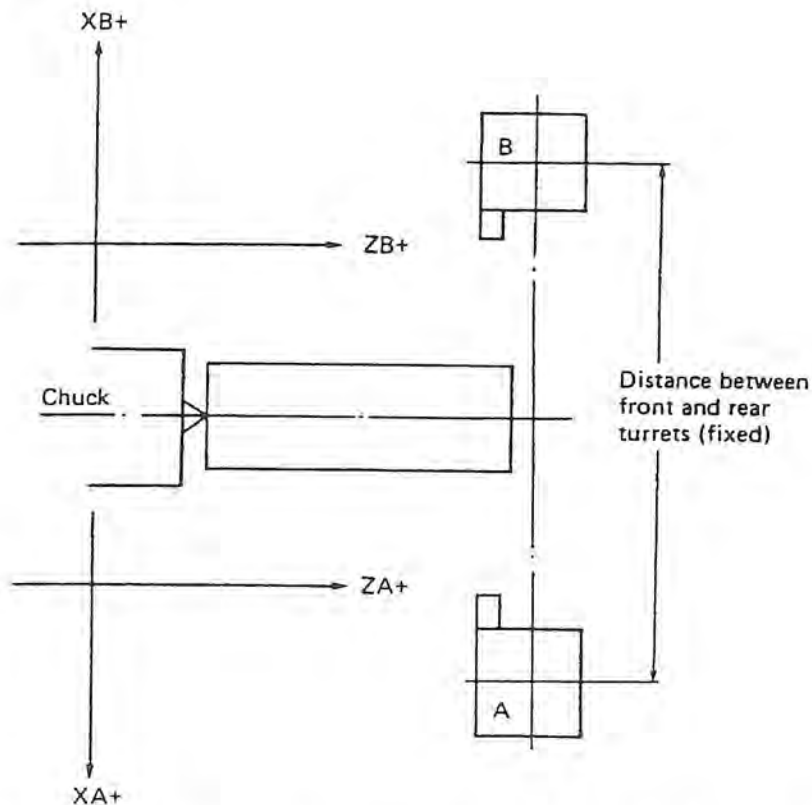 XB+
B
ZB+
Chuck
Distance between
front and rear
turrets (fixed)
ZA+
A
XA+